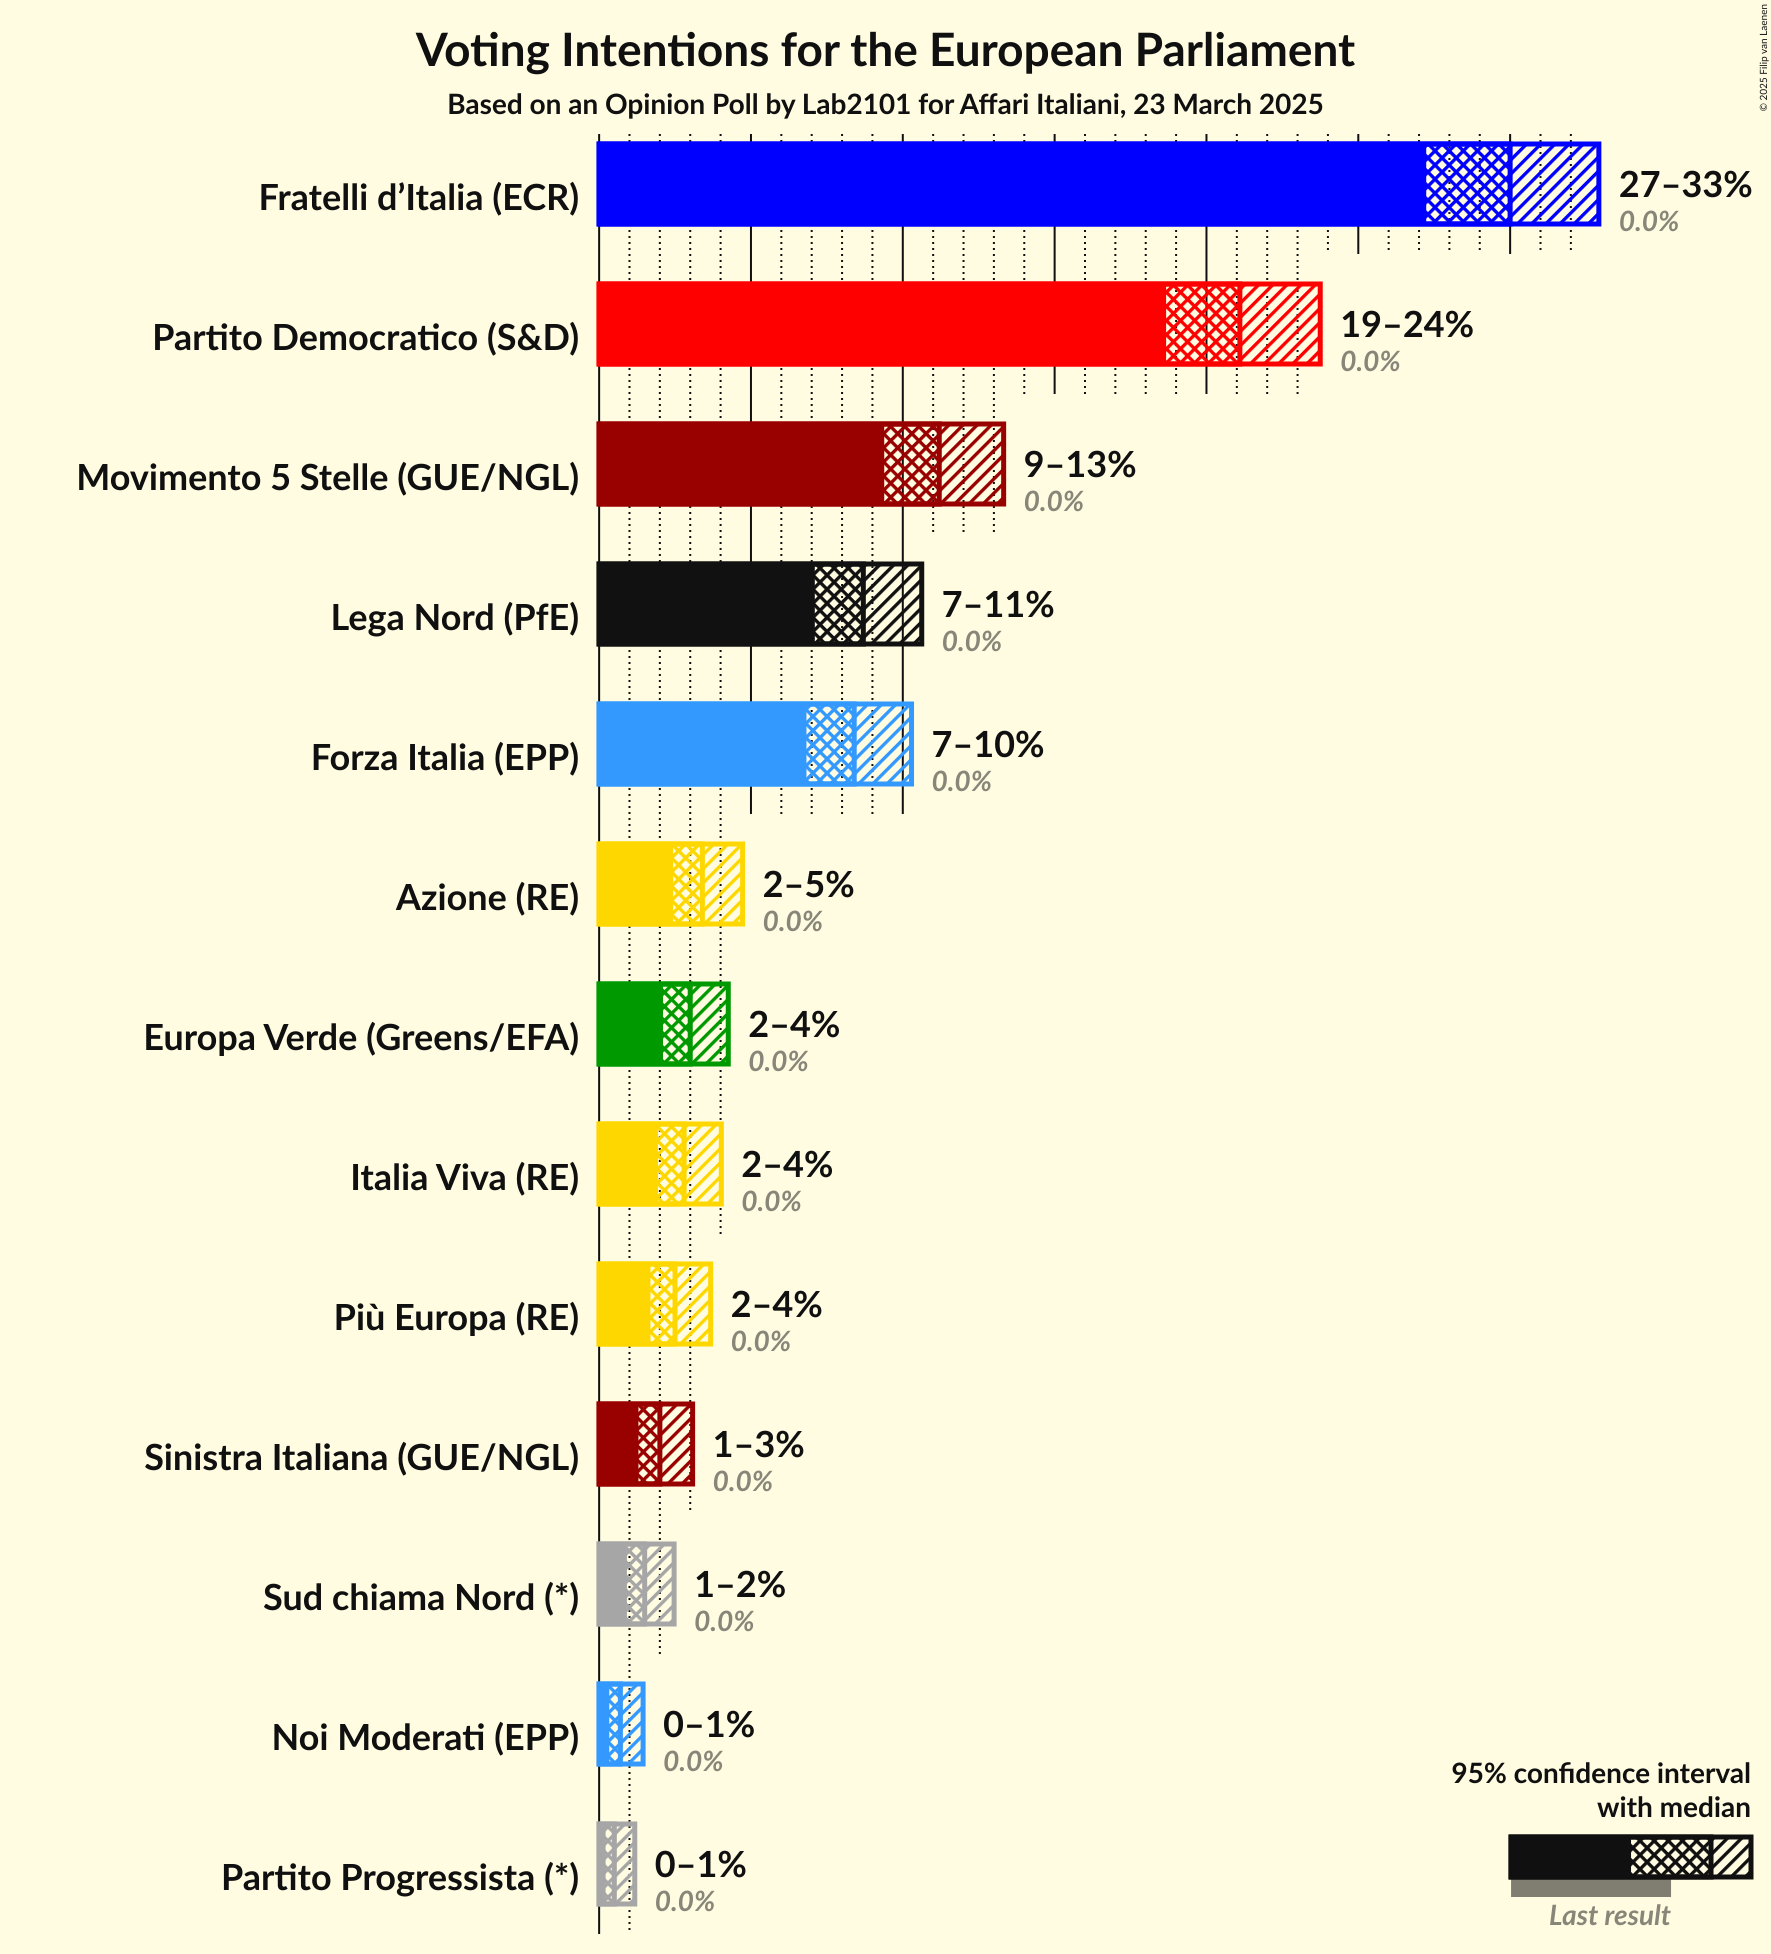 Voting Intentions for the European Parliament
Based on an Opinion Poll by Lab2101 for Affari Italiani, 23 March 2025
© 2025 Filip van Laenen
Fratelli d’Italia (ECR)
27–33%
0.0%
Partito Democratico (S&D)
19–24%
0.0%
Movimento 5 Stelle (GUE/NGL)
9–13%
0.0%
Lega Nord (PfE)
7–11%
0.0%
Forza Italia (EPP)
7–10%
0.0%
Azione (RE)
2–5%
0.0%
Europa Verde (Greens/EFA)
2–4%
0.0%
Italia Viva (RE)
2–4%
0.0%
Più Europa (RE)
2–4%
0.0%
Sinistra Italiana (GUE/NGL)
1–3%
0.0%
Sud chiama Nord (*)
1–2%
0.0%
Noi Moderati (EPP)
0–1%
0.0%
Partito Progressista (*)
0–1%
0.0%
95% confidence interval
with median
Last result